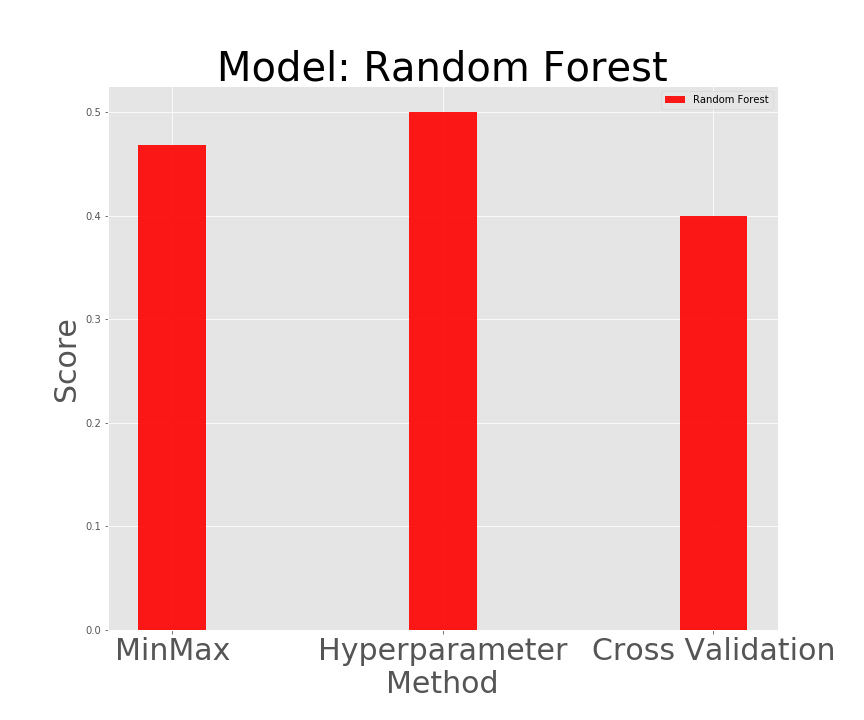 Model: Random Forest
Random Forest
0.5
0.4
0.3
0.2
0.1
0.0
Score
MinMax Hyperparameter Cross Validation
Method